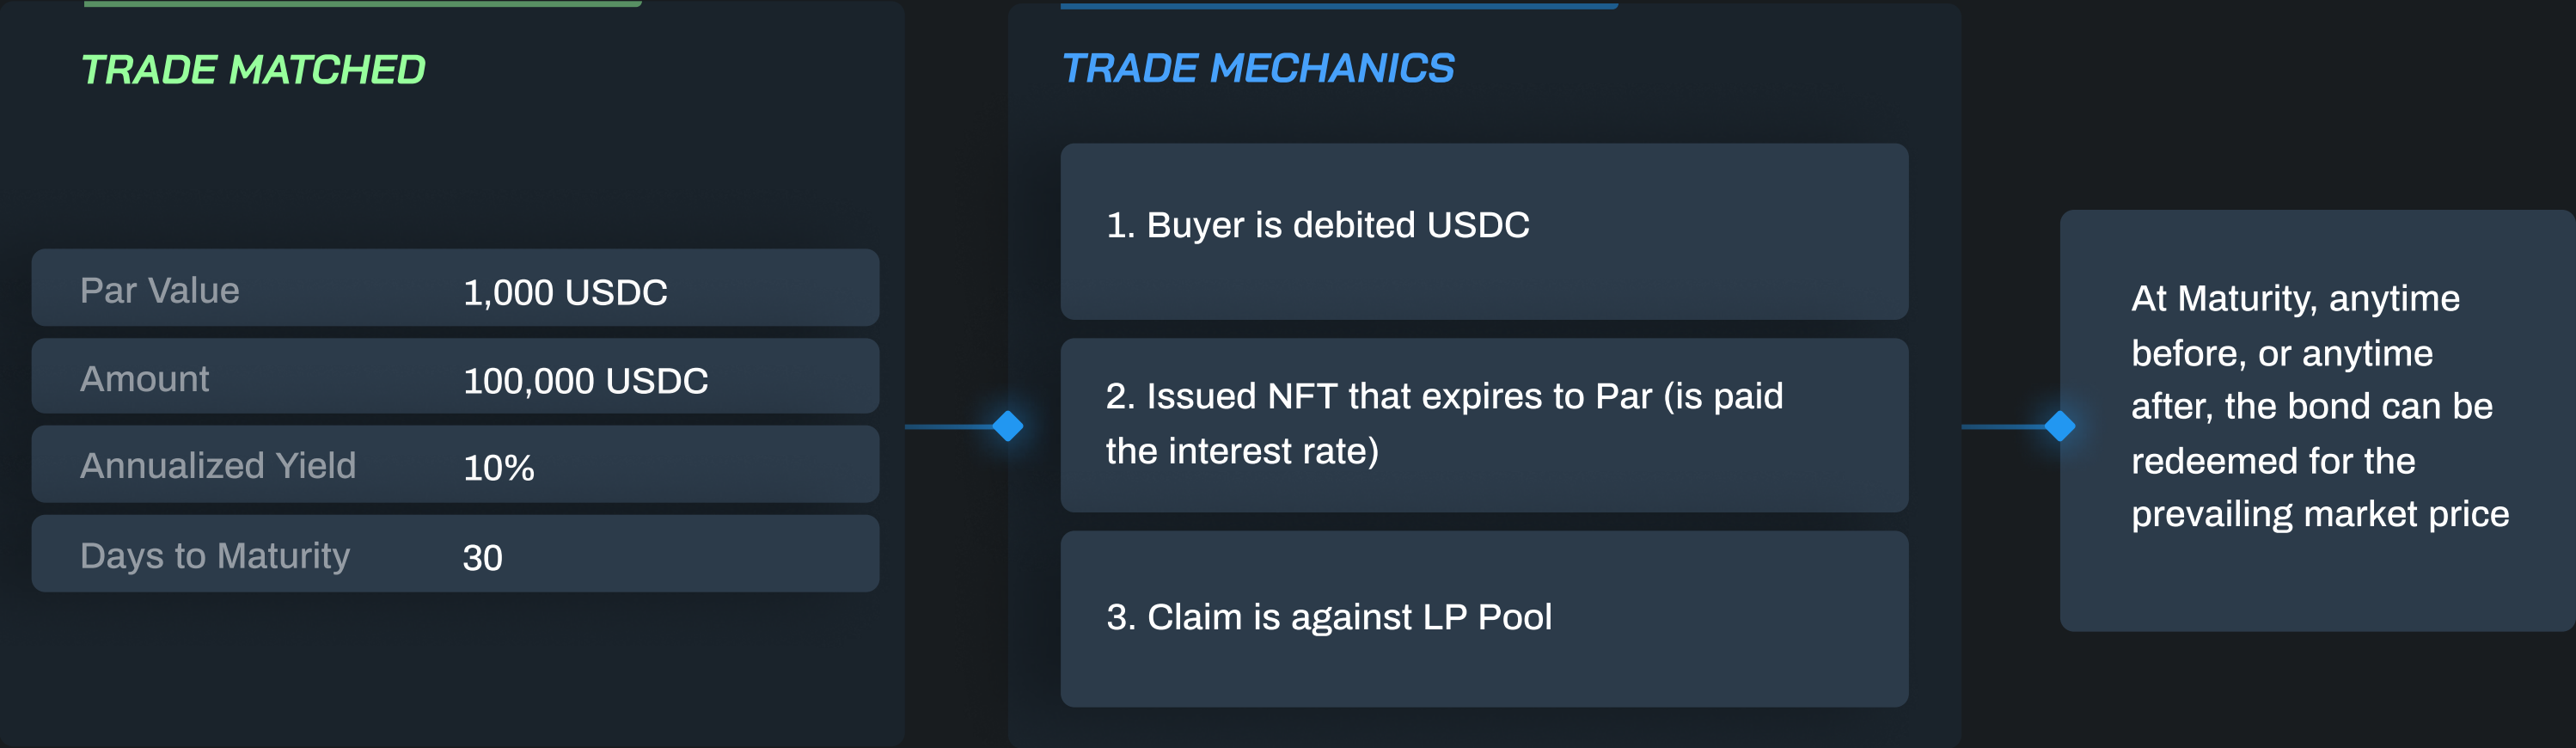 TRADE MATCHED
Par Value 1,000 USDC
Amount 100,000 USDC
Annualized Yield 10%
Days to Maturity 30
TRADE MECHANICS
1. Buyer is debited USDC
2. Issued NFT that expires to Par (is paid
the interest rate)
3. Claim is against LP Pool
At Maturity, anytime
before, or anytime
after, the bond can be
redeemed for the
prevailing market price